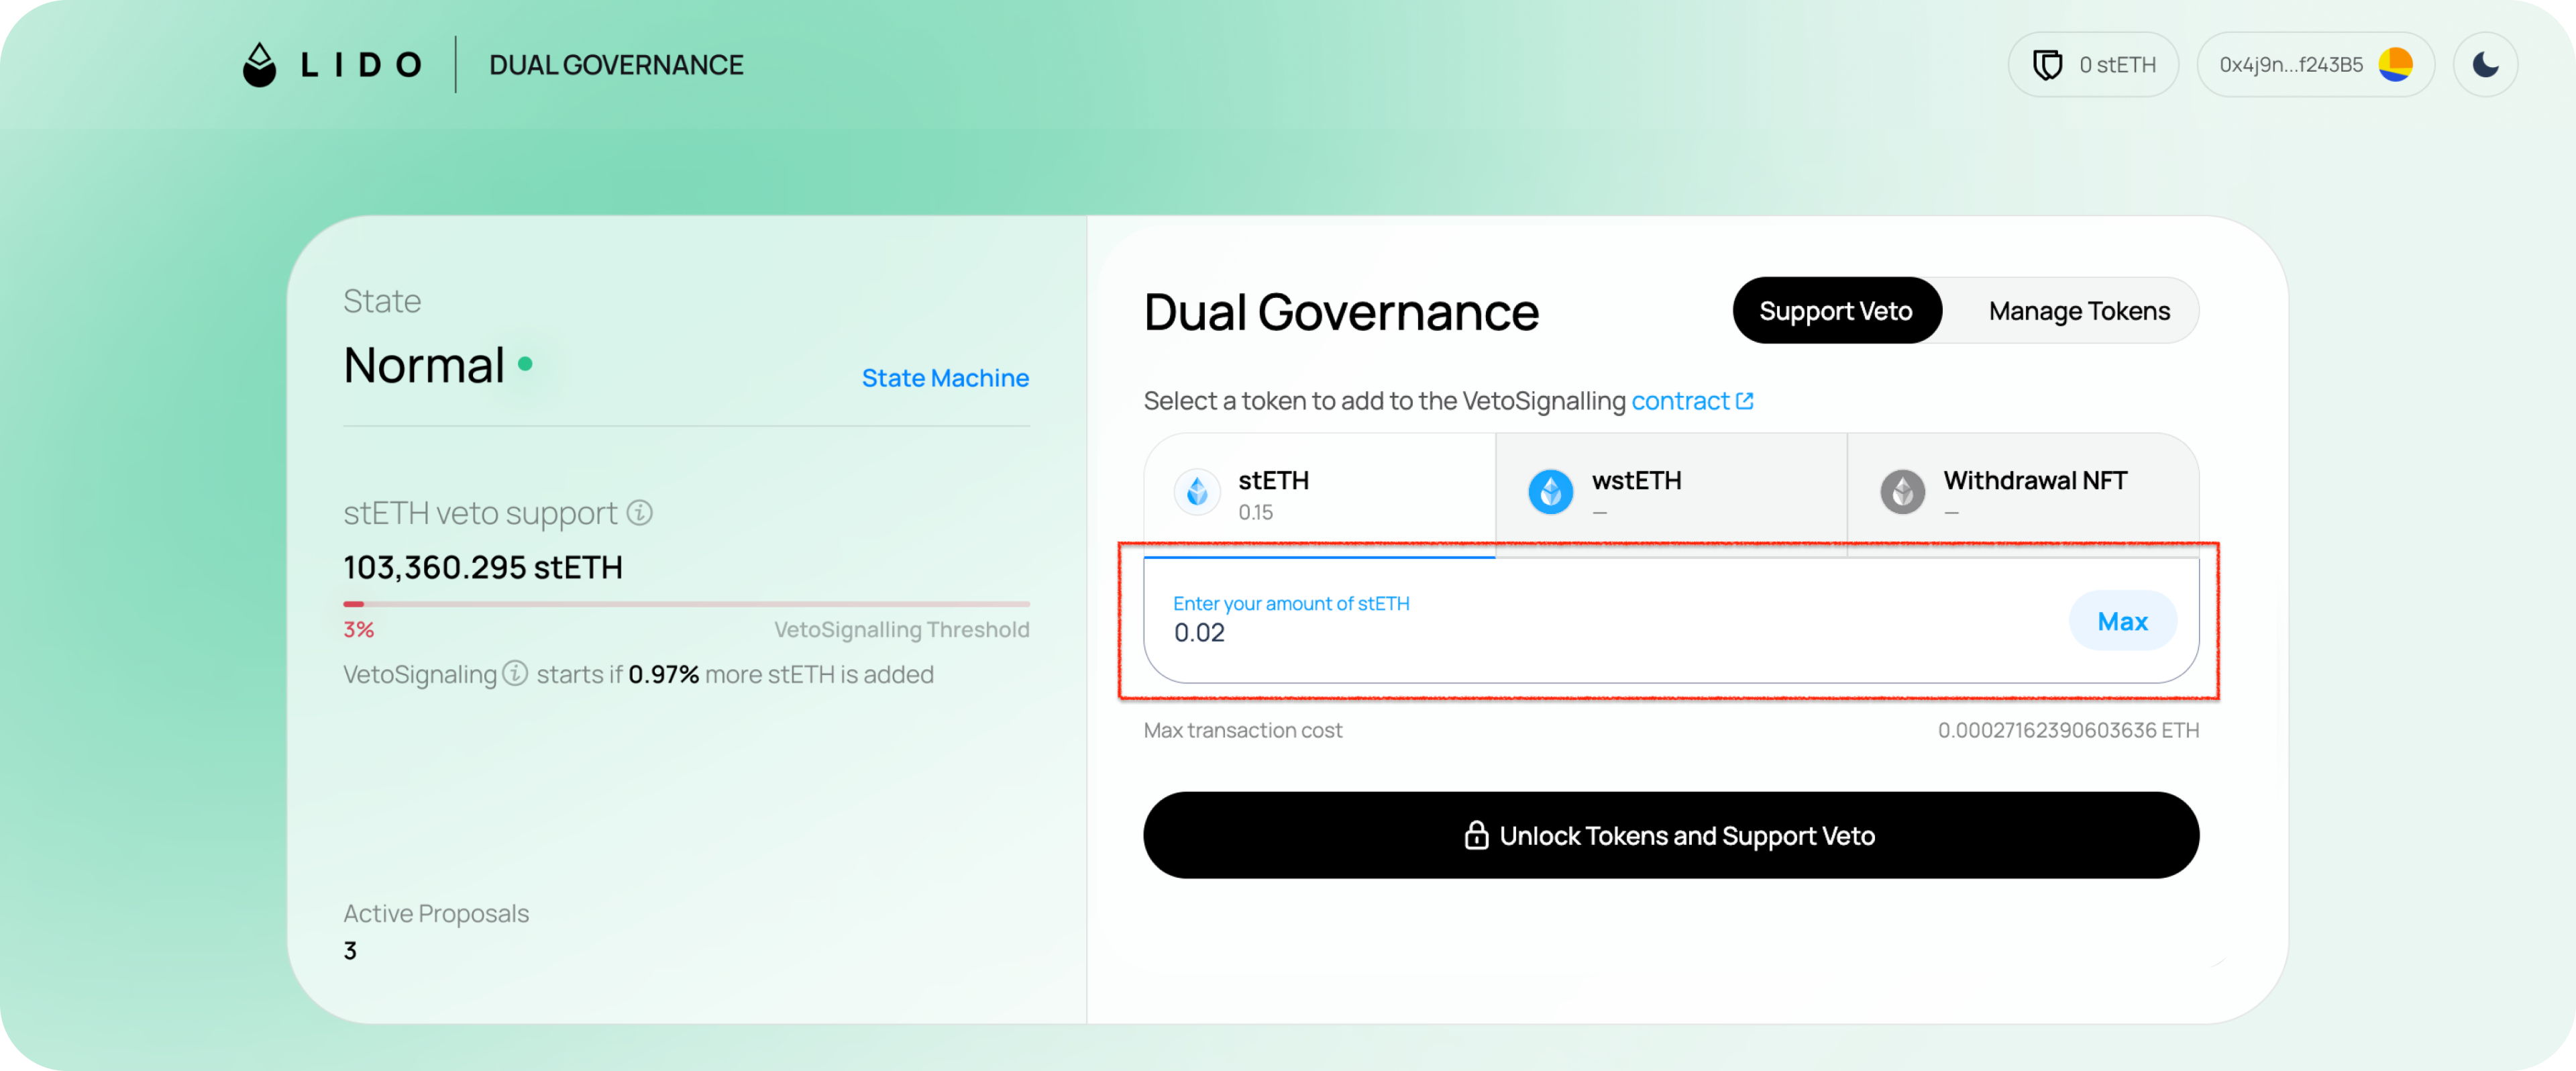 LIDO DUAL GOVERNANCE 0 stETH 0x4j9n...f243B5
State
Normal
State Machine
stETH veto support
103,360.295 stETH
3% VetoSignalling Threshold
VetoSignaling starts if 0.97% more stETH is added
Active Proposals
3
Dual Governance Support Veto Manage Tokens
Select a token to add to the VetoSignalling contract
stETH
0.15
wstETH
—
Withdrawal NFT
—
Enter your amount of stETH
0.02
Max
Max transaction cost 0.00027162390603636 ETH
Unlock Tokens and Support Veto